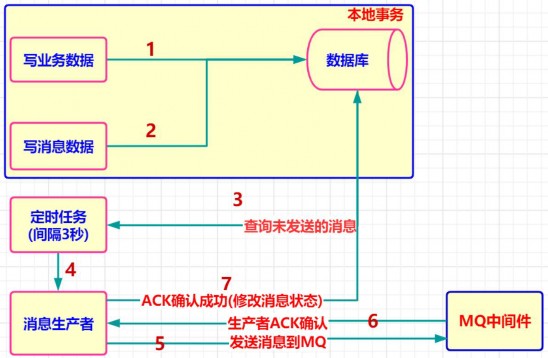 本地事务
写业务数据
1
数据库
写消息数据
2
3
定时任务
(间隔3秒)
查询未发送的消息
4
7
ACK确认成功(修改消息状态)
消息生产者
生产者ACK确认
6
MQ中间件
5
发送消息到MQ